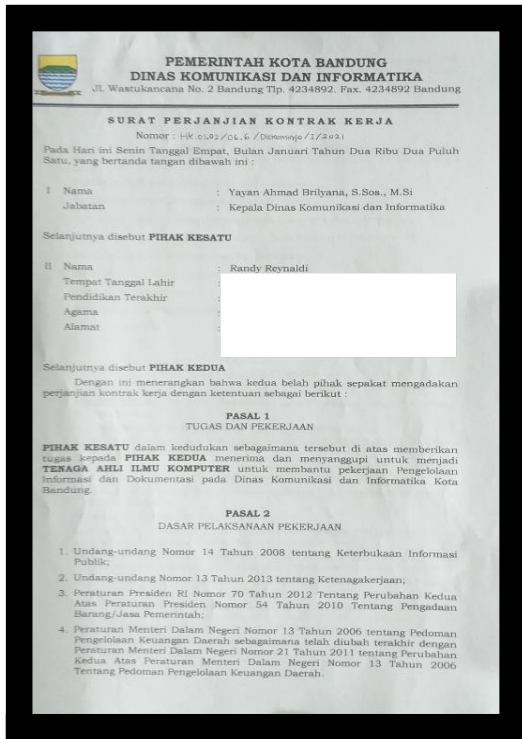 PEMERINTAH KOTA BANDUNG
DINAS KOMUNIKASI DAN INFORMATIKA
Jl. Wastukancana No. 2 Bandung Tlp. 4234892. Fax. 4234892 Bandung
SURAT PERJANJIAN KONTRAK KERJA
Nomor : HK.01.02/06.6/Diskominfo/I/2021
Pada Hari ini Senin Tanggal Empat, Bulan Januari Tahun Dua Ribu Dua Puluh
Satu, yang bertanda tangan dibawah ini :
I Nama : Yayan Ahmad Brilyana, S.Sos., M.Si
Jabatan : Kepala Dinas Komunikasi dan Informatika
Selanjutnya disebut PIHAK KESATU
II Nama : Randy Reynaldi
Tempat Tanggal Lahir :
Pendidikan Terakhir :
Agama :
Alamat :
Selanjutnya disebut PIHAK KEDUA
Dengan ini menerangkan bahwa kedua belah pihak sepakat mengadakan
perjanjian kontrak kerja dengan ketentuan sebagai berikut :
PASAL 1
TUGAS DAN PEKERJAAN
PIHAK KESATU dalam kedudukan sebagaimana tersebut di atas memberikan
tugas kepada PIHAK KEDUA menerima dan menyanggupi untuk menjadi
TENAGA AHLI ILMU KOMPUTER untuk membantu pekerjaan Pengelolaan
Informasi dan Dokumentasi pada Dinas Komunikasi dan Informatika Kota
Bandung.
PASAL 2
DASAR PELAKSANAAN PEKERJAAN
1. Undang-undang Nomor 14 Tahun 2008 tentang Keterbukaan Informasi
Publik;
2. Undang-undang Nomor 13 Tahun 2013 tentang Ketenagakerjaan;
3. Peraturan Presiden RI Nomor 70 Tahun 2012 Tentang Perubahan Kedua
Atas Peraturan Presiden Nomor 54 Tahun 2010 Tentang Pengadaan
Barang/Jasa Pemerintah;
4. Peraturan Menteri Dalam Negeri Nomor 13 Tahun 2006 tentang Pedoman
Pengelolaan Keuangan Daerah sebagaimana telah diubah terakhir dengan
Peraturan Menteri Dalam Negeri Nomor 21 Tahun 2011 tentang Perubahan
Kedua Atas Peraturan Menteri Dalam Negeri Nomor 13 Tahun 2006
Tentang Pedoman Pengelolaan Keuangan Daerah.